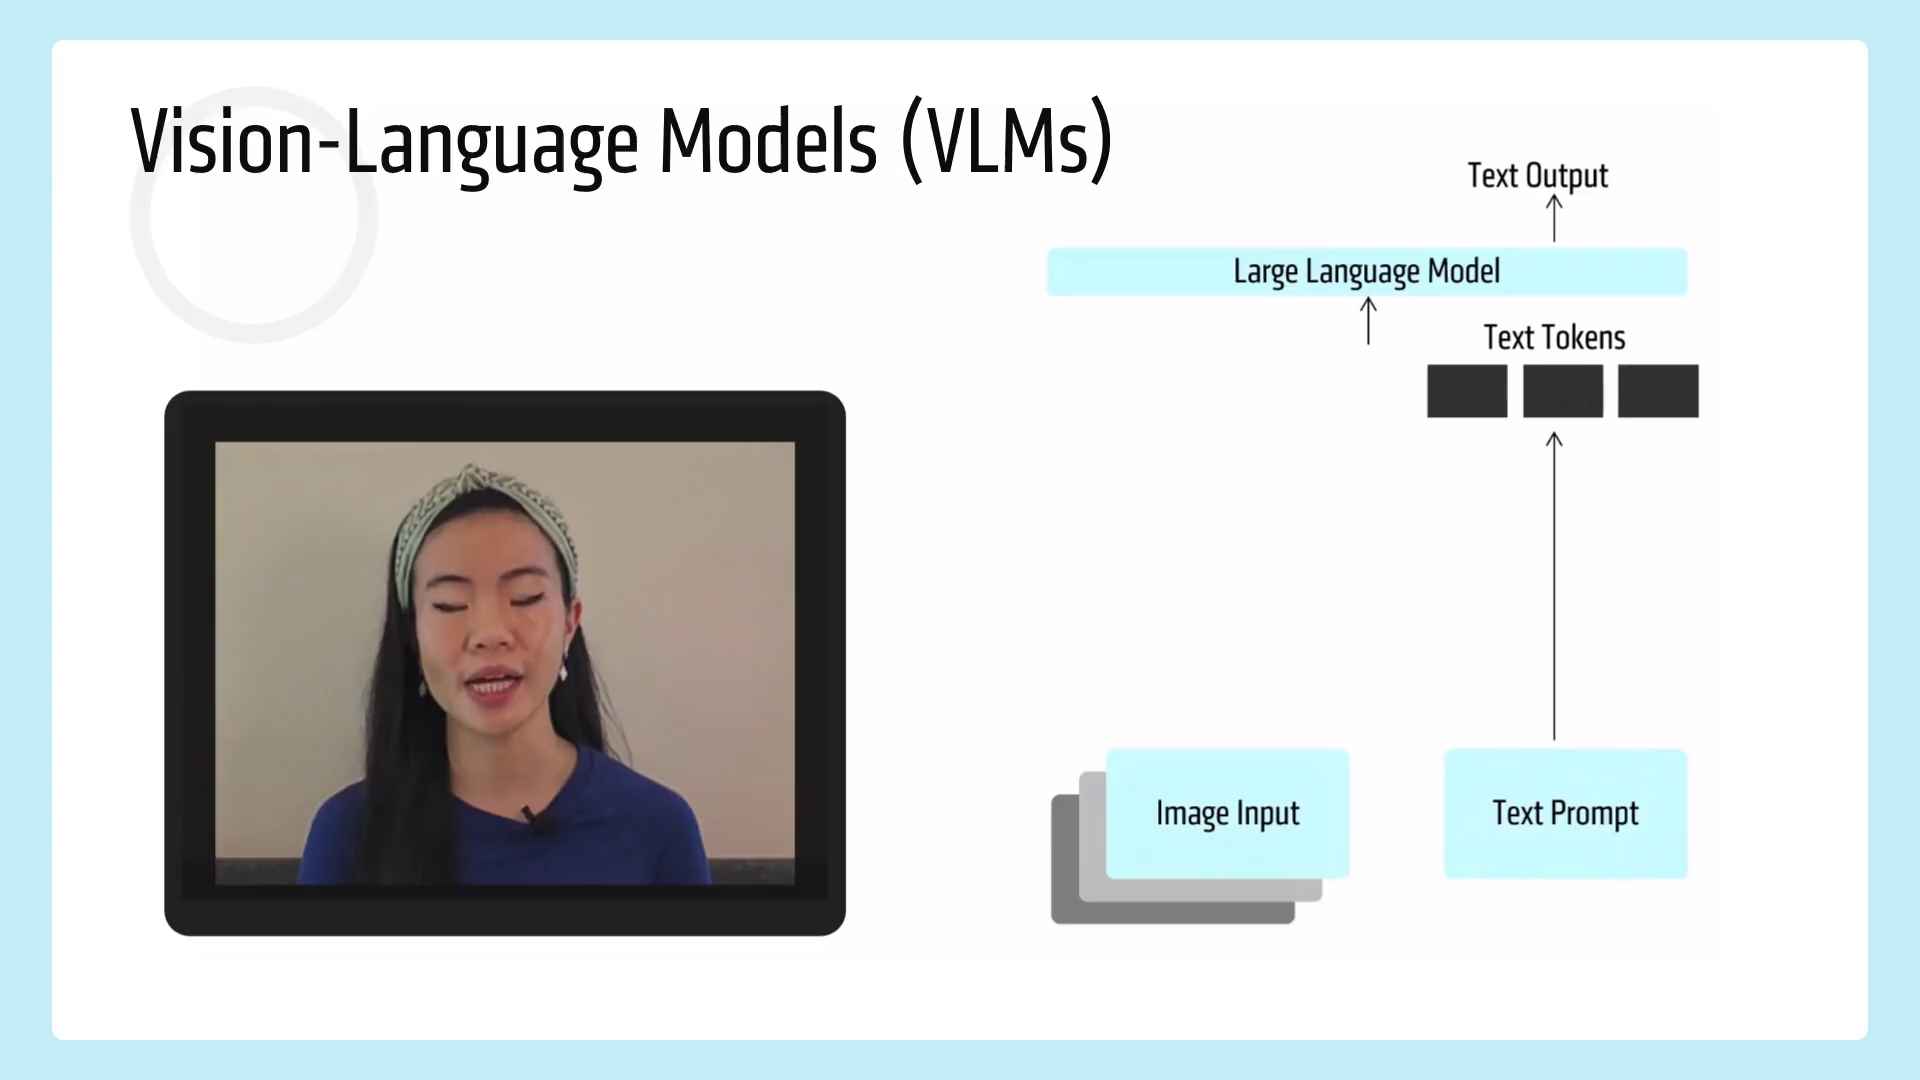 Vision-Language Models (VLMs)
Text Output
Large Language Model
Text Tokens
Image Input
Text Prompt